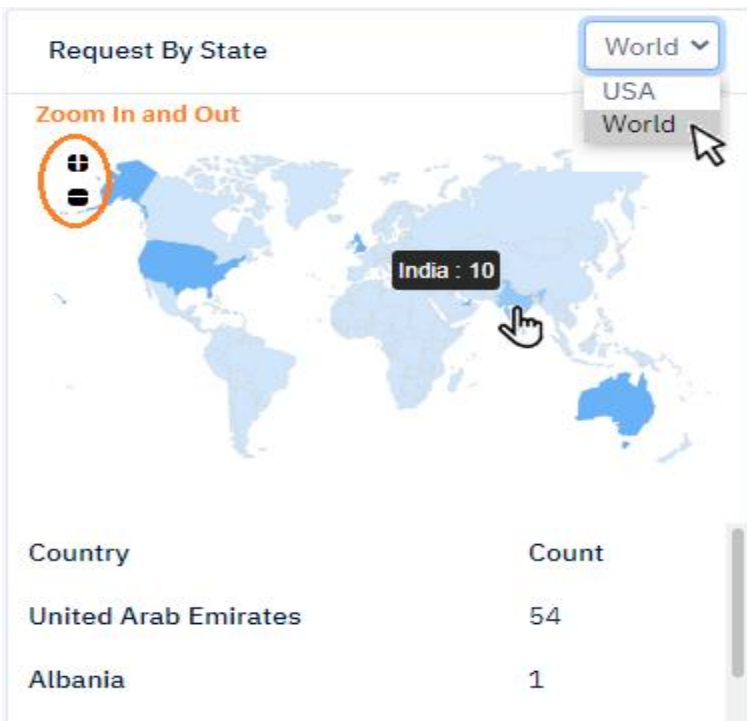 Request By State
World
USA
World
Zoom In and Out
India : 10
Country Count
United Arab Emirates 54
Albania 1